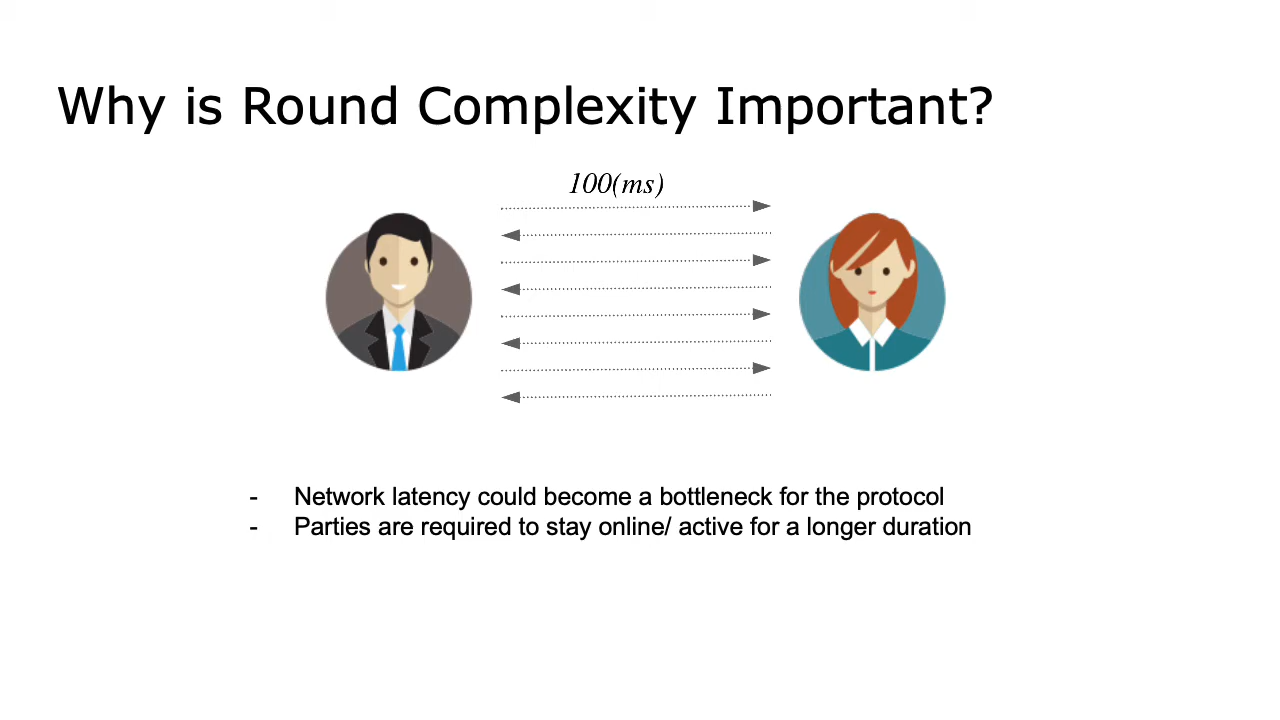 Why is Round Complexity Important?
100(ms)
- Network latency could become a bottleneck for the protocol
- Parties are required to stay online/ active for a longer duration